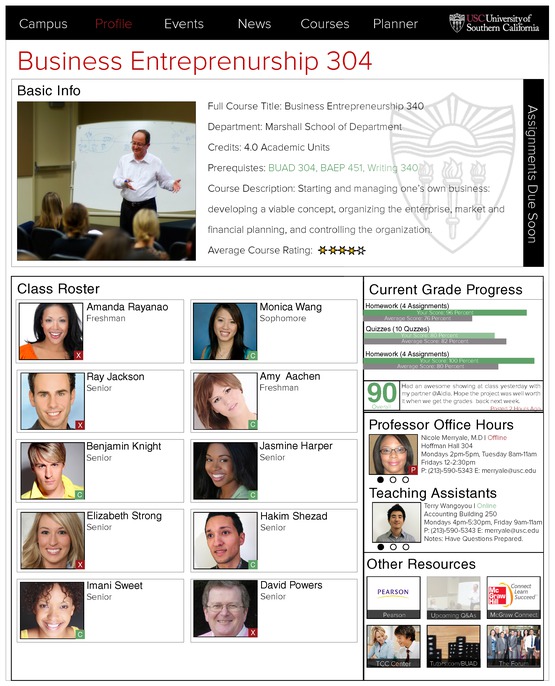 Campus Profile Events News Courses Planner USC University of Southern California
Business Entreprenurship 304
Basic Info
Full Course Title: Business Entrepreneurship 340
Department: Marshall School of Department
Credits: 4.0 Academic Units
Prerequistes: BUAD 304, BAEP 451, Writing 340
Course Description: Starting and managing one's own business:
developing a viable concept, organizing the enterprise, market and
financial planning, and controlling the organization.
Average Course Rating:
Assignments Due Soon
Class Roster
Amanda Rayanao
Freshman
X
Monica Wang
Sophomore
C
Ray Jackson
Senior
X
Amy Aachen
Freshman
C
Benjamin Knight
Senior
C
Jasmine Harper
Senior
C
Elizabeth Strong
Senior
X
Hakim Shezad
Senior
C
Imani Sweet
Senior
C
David Powers
Senior
X
Current Grade Progress
Homework (4 Assignments)
Your Score: 96 Percent
Average Score: 76 Percent
Quizzes (10 Quzzes)
Your Score: 80 Percent
Average Score: 82 Percent
Homework (4 Assignments)
Your Score: 100 Percent
Average Score: 80 Percent
90
Overall
Had an awesome showing at class yesterday with
my partner @Aldia. Hope the project was well worth
it when we get the grades back next week.
Posted 2 Hours Ago
Professor Office Hours
P
Nicole Merryale, M.D | Offline
Hoffman Hall 304
Mondays 2pm-5pm, Tuesday 8am-11am
Fridays 12-2:30pm
P: (213)-590-5343 E: merryale@usc.edu
Teaching Assistants
Terry Wangoyou | Online
Accounting Building 250
Mondays 4pm-5:30pm, Friday 9am-11am
P: (213)-590-5343 E: merryale@usc.edu
Notes: Have Questions Prepared.
Other Resources
PEARSON
Pearson
Upcoming Q&As
Mc Graw Hill
Connect Learn Succeed
McGraw Connect
TCC Center
Tutors.com/BUAD
The Forum